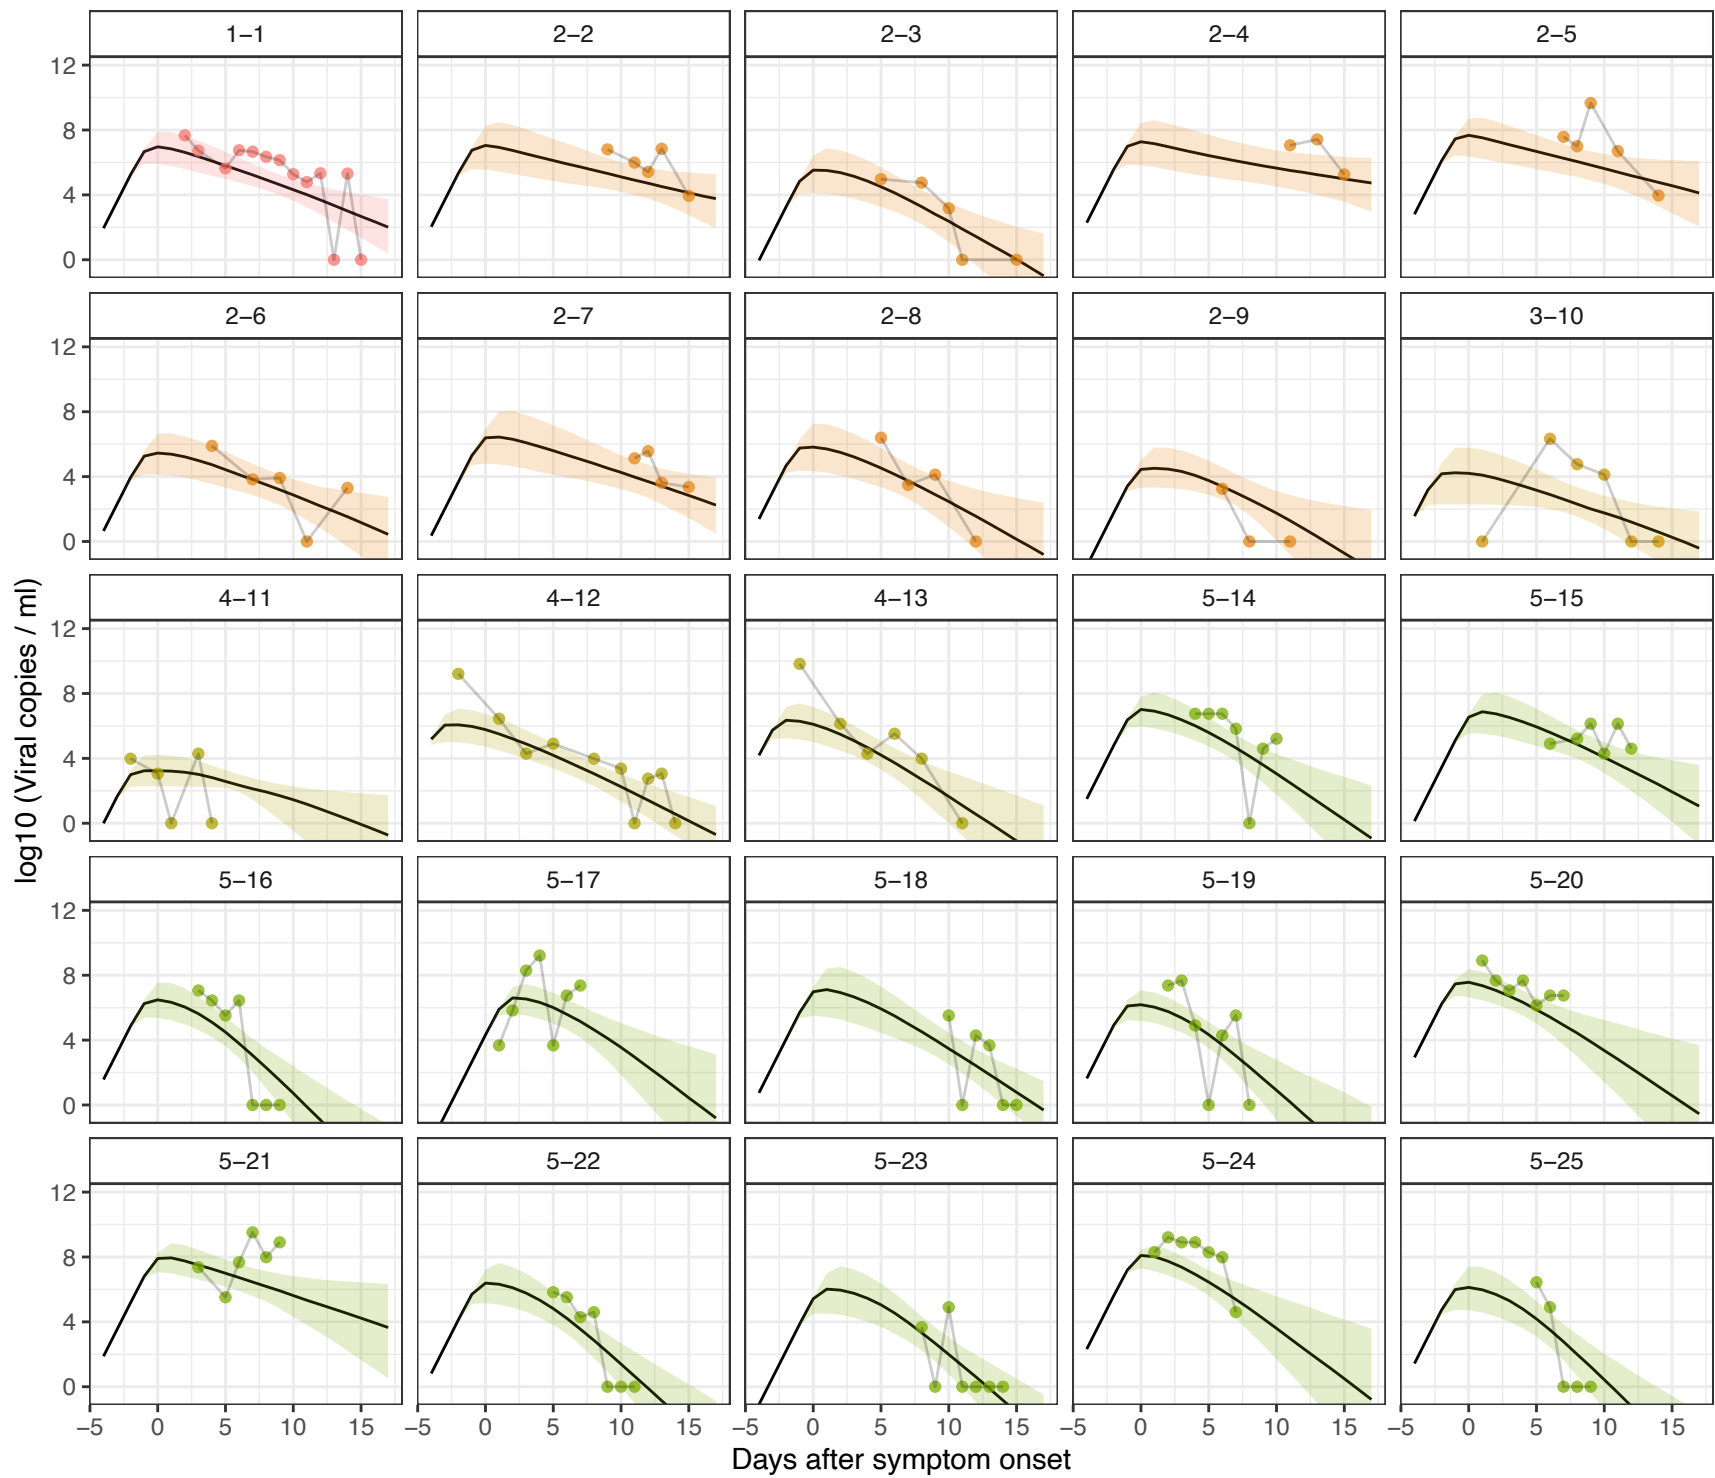 1–1 2–2 2–3 2–4 2–5
12
8
4
0
2–6 2–7 2–8 2–9 3–10
12
8
4
0
4–11 4–12 4–13 5–14 5–15
12
8
4
0
5–16 5–17 5–18 5–19 5–20
12
8
4
0
5–21 5–22 5–23 5–24 5–25
12
8
4
0
−5 0 5 10 15 −5 0 5 10 15 −5 0 5 10 15 −5 0 5 10 15 −5 0 5 10 15
Days after symptom onset
log10 (Viral copies / ml)